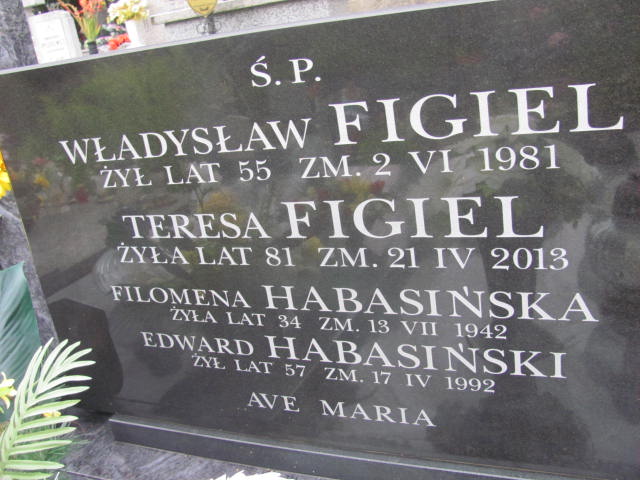 Ś.P.
WŁADYSŁAW FIGIEL
ŻYŁ LAT 55 ZM. 2 VI 1981
TERESA FIGIEL
ŻYŁA LAT 81 ZM. 21 IV 2013
FILOMENA HABASIŃSKA
ŻYŁA LAT 34 ZM. 13 VII 1942
EDWARD HABASIŃSKI
ŻYŁ LAT 57 ZM. 17 IV 1992
AVE MARIA